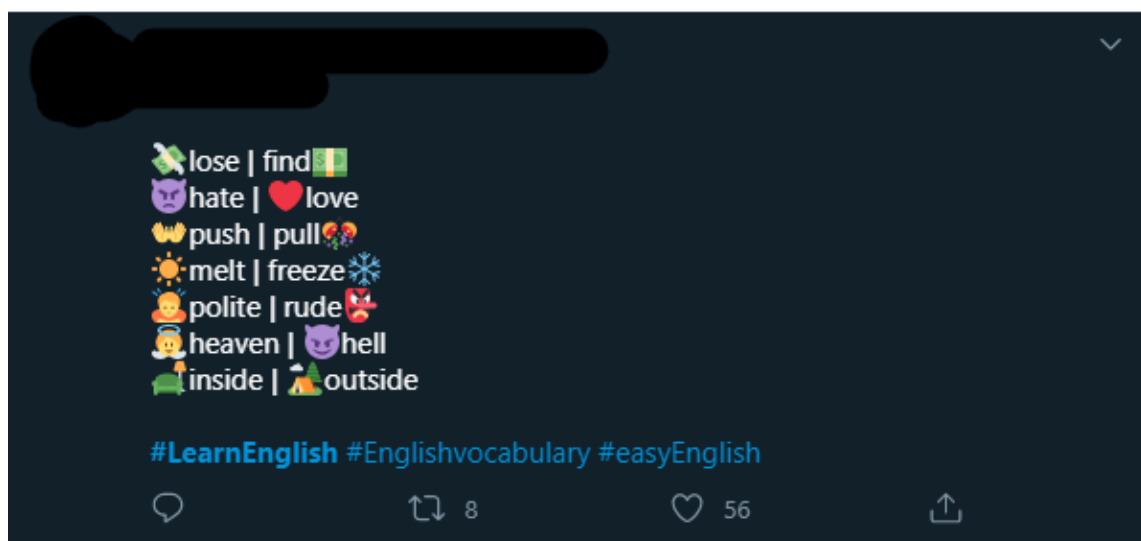 💸lose | find💵
👿hate | ❤️love
👐push | pull🎊
☀️melt | freeze❄️
🙇polite | rude👺
👼heaven | 😈hell
🛋️inside | 🏕️outside
#LearnEnglish #Englishvocabulary #easyEnglish
8 56